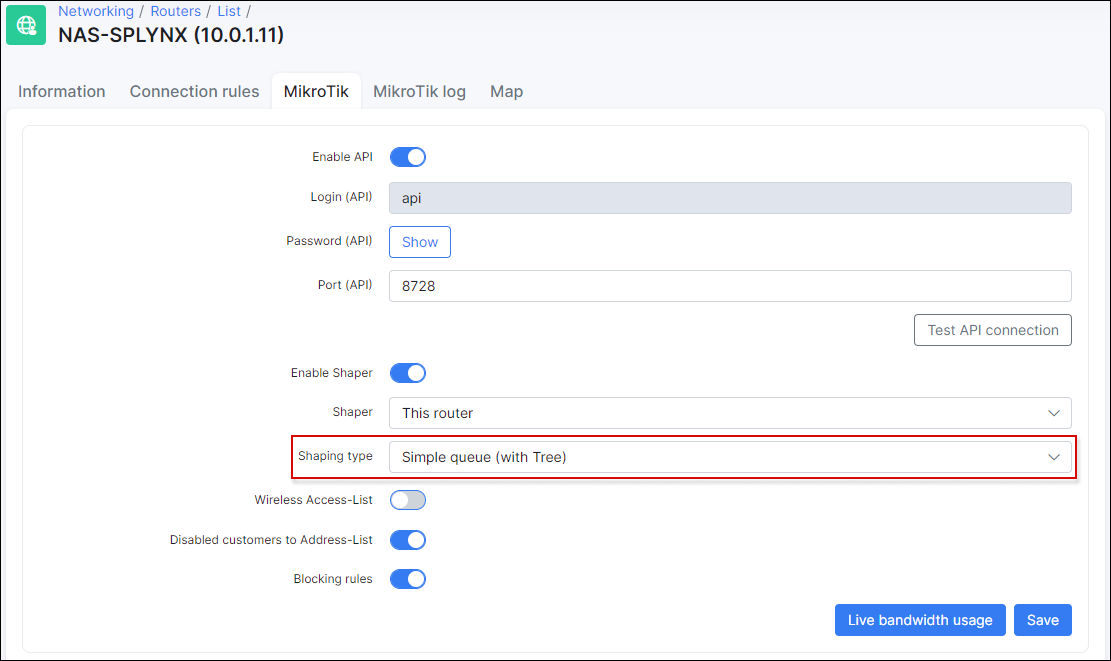 Networking / Routers / List /
NAS-SPLYNX (10.0.1.11)
Information Connection rules MikroTik MikroTik log Map
Enable API
Login (API) api
Password (API) Show
Port (API) 8728
Test API connection
Enable Shaper
Shaper This router
Shaping type Simple queue (with Tree)
Wireless Access-List
Disabled customers to Address-List
Blocking rules
Live bandwidth usage Save